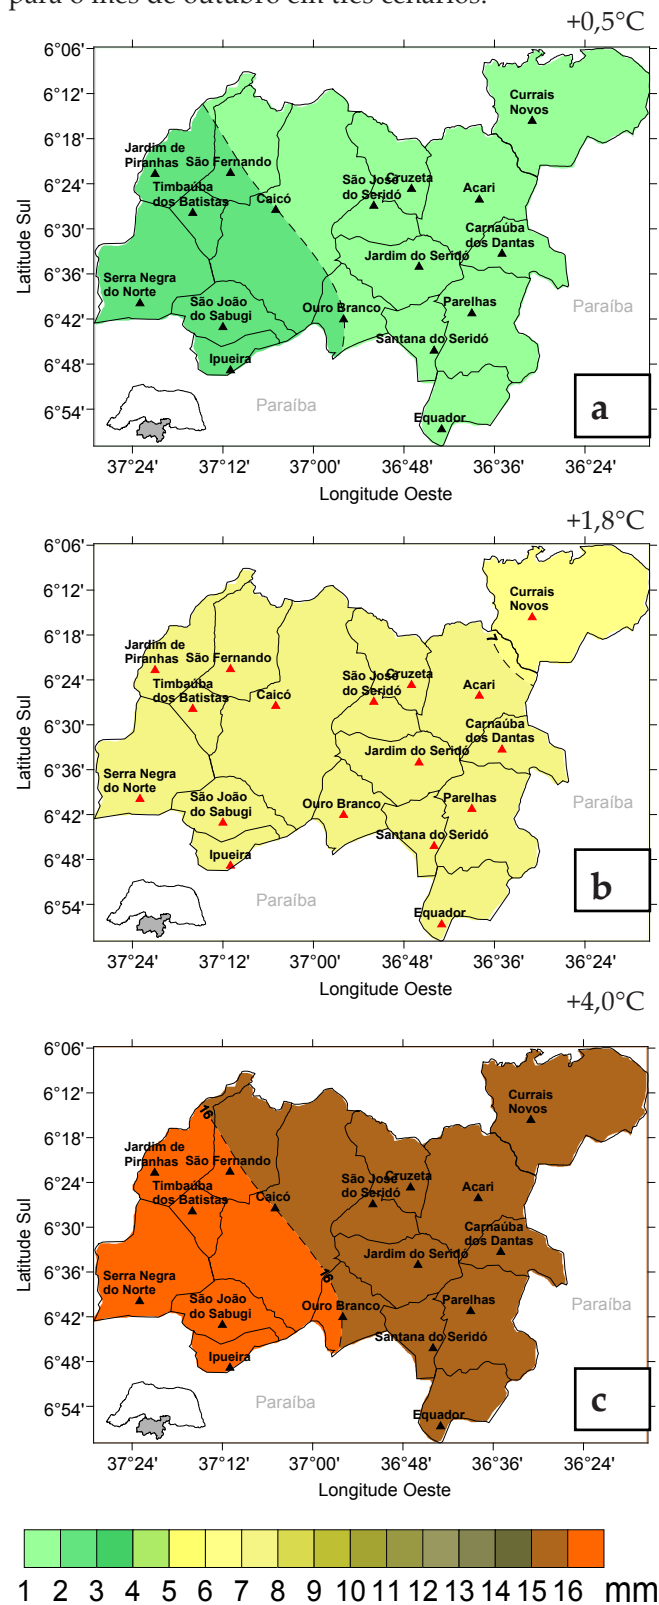 para o mês de outubro em três cenários.
+0,5°C
6°06'
6°12'
6°18'
6°24'
6°30'
6°36'
6°42'
6°48'
6°54'
Latitude Sul
Currais
Novos
Jardim de
Piranhas
São Fernando
Timbaúba
dos Batistas
Caicó
São José
do Seridó
Cruzeta
Acari
Carnaúba
dos Dantas
Jardim do Seridó
Serra Negra
do Norte
São João
do Sabugi
Ouro Branco
Parelhas
Santana do Seridó
Ipueira
Equador
Paraíba
Paraíba
a
37°24'
37°12'
37°00'
36°48'
36°36'
36°24'
Longitude Oeste
+1,8°C
6°06'
6°12'
6°18'
6°24'
6°30'
6°36'
6°42'
6°48'
6°54'
Latitude Sul
Currais
Novos
7
Jardim de
Piranhas
São Fernando
Timbaúba
dos Batistas
Caicó
São José
do Seridó
Cruzeta
Acari
Carnaúba
dos Dantas
Jardim do Seridó
Serra Negra
do Norte
São João
do Sabugi
Ouro Branco
Parelhas
Santana do Seridó
Ipueira
Equador
Paraíba
Paraíba
b
37°24'
37°12'
37°00'
36°48'
36°36'
36°24'
Longitude Oeste
+4,0°C
6°06'
6°12'
6°18'
6°24'
6°30'
6°36'
6°42'
6°48'
6°54'
Latitude Sul
Currais
Novos
16
Jardim de
Piranhas
São Fernando
Timbaúba
dos Batistas
Caicó
São José
do Seridó
Cruzeta
Acari
Carnaúba
dos Dantas
Jardim do Seridó
16
Serra Negra
do Norte
São João
do Sabugi
Ouro Branco
Parelhas
Santana do Seridó
Ipueira
Equador
Paraíba
Paraíba
c
37°24'
37°12'
37°00'
36°48'
36°36'
36°24'
Longitude Oeste
1 2 3 4 5 6 7 8 9 10 11 12 13 14 15 16 mm